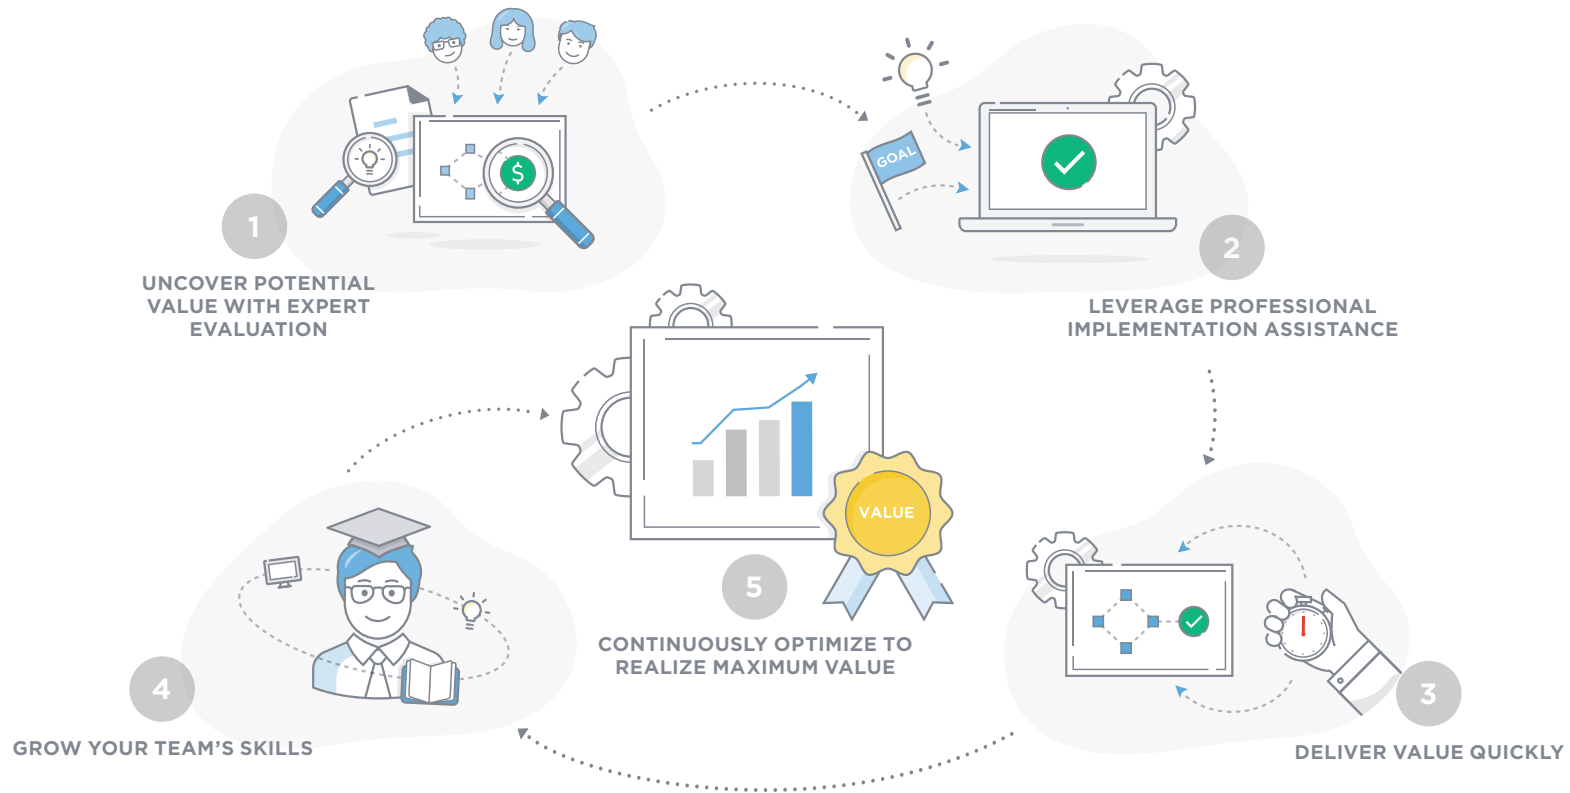 $
1
UNCOVER POTENTIAL
VALUE WITH EXPERT
EVALUATION
GOAL
2
LEVERAGE PROFESSIONAL
IMPLEMENTATION ASSISTANCE
3
DELIVER VALUE QUICKLY
4
GROW YOUR TEAM’S SKILLS
VALUE
5
CONTINUOUSLY OPTIMIZE TO
REALIZE MAXIMUM VALUE